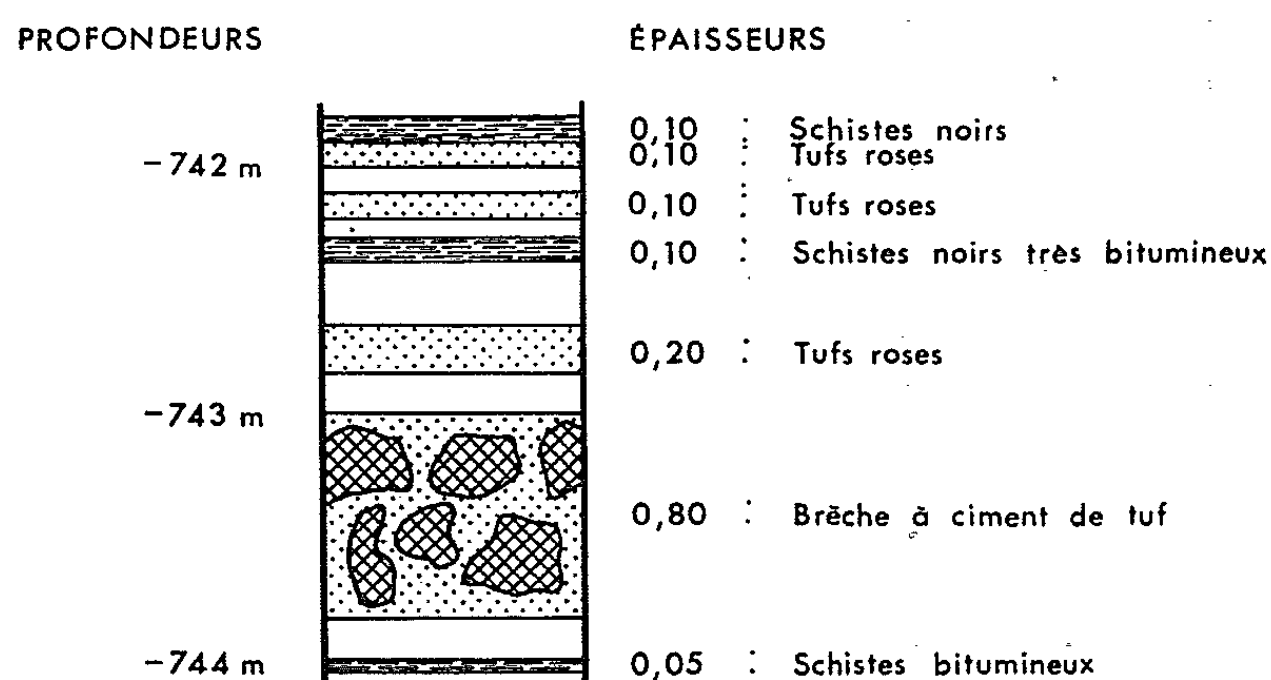 PROFONDEURS ÉPAISSEURS
0,10 : Schistes noirs
-742 m 0,10 : Tufs roses
0,10 : Tufs roses
0,10 : Schistes noirs très bitumineux
0,20 : Tufs roses
-743 m
0,80 : Brèche à ciment de tuf
-744 m 0,05 : Schistes bitumineux